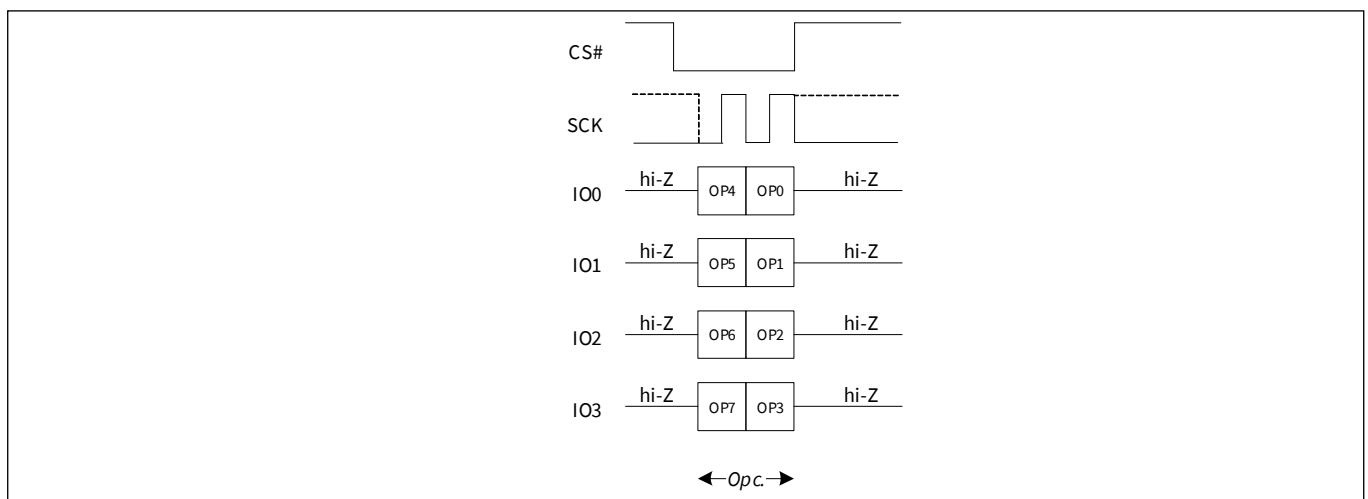 CS#
SCK
hi-Z hi-Z
IO0 OP4 OP0
hi-Z hi-Z
IO1 OP5 OP1
hi-Z hi-Z
IO2 OP6 OP2
hi-Z hi-Z
IO3 OP7 OP3
Opc.